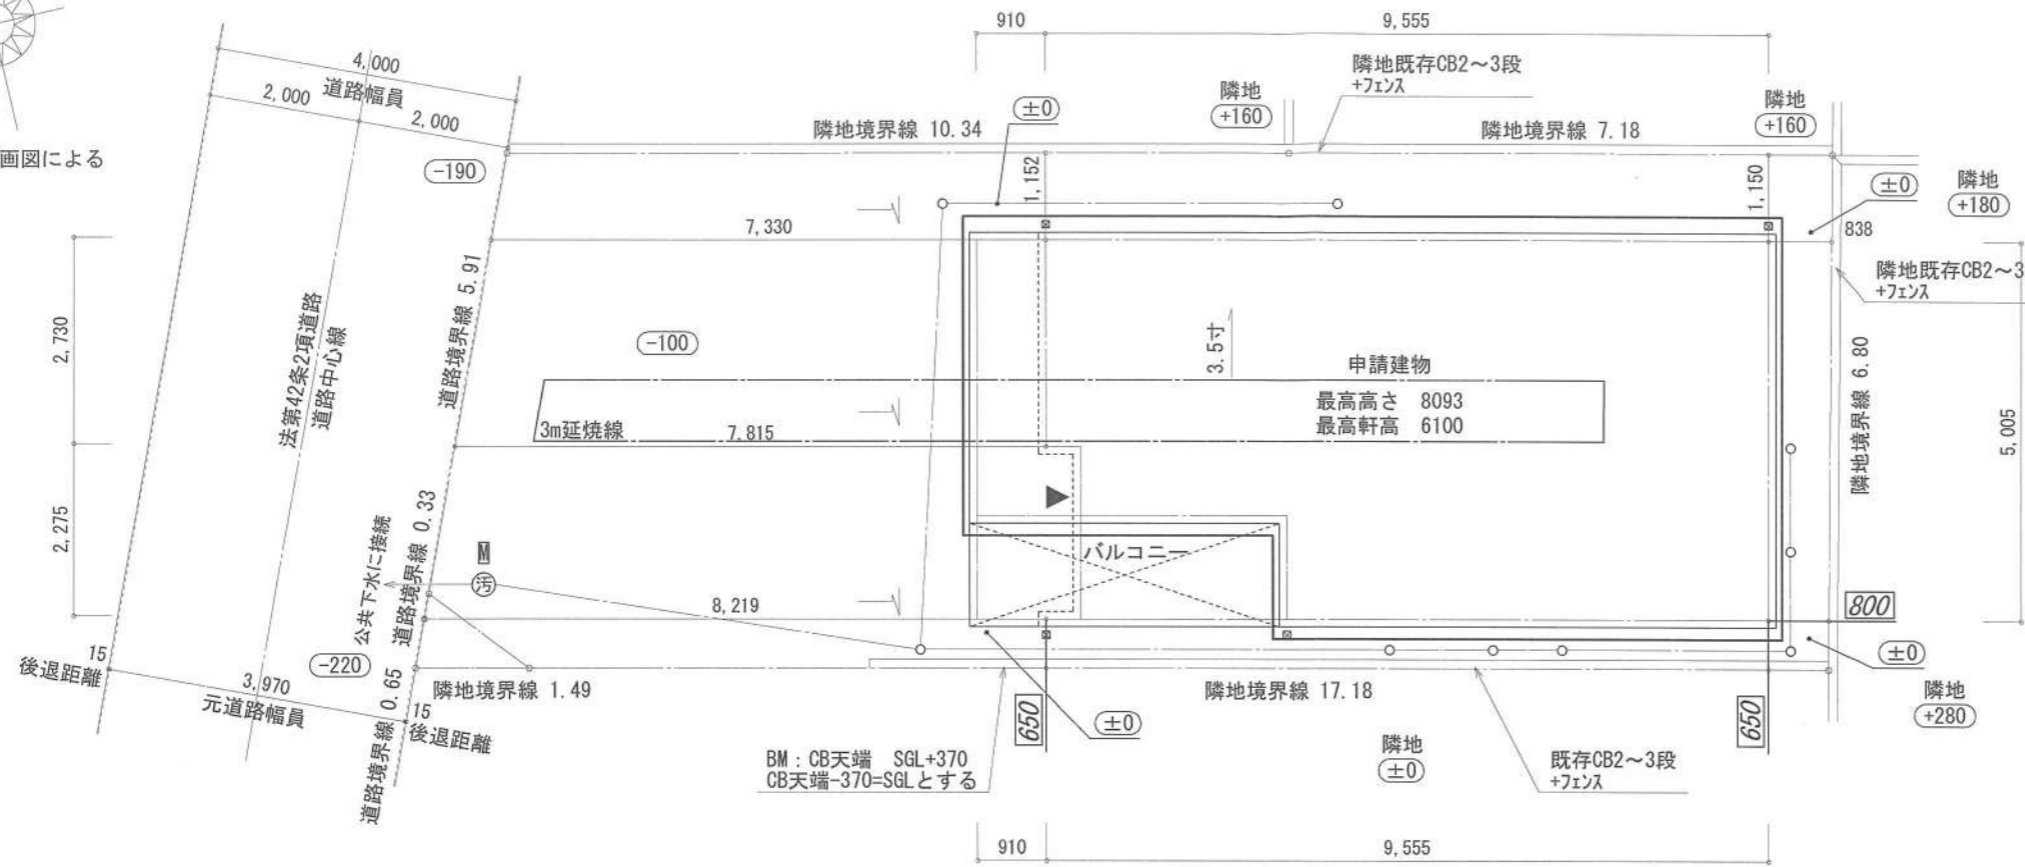 910
9,555
4,000
道路幅員
2,000
2,000
隣地既存CB2～3段
+フェンス
隣地
+160
隣地
+160
±0
隣地境界線 10.34
隣地境界線 7.18
画図による
-190
1,152
1,150
±0
隣地
+180
7,330
838
隣地既存CB2～3
+フェンス
2,730
法第42条2項道路
道路中心線
道路境界線 5.91
-100
3.5寸
申請建物
最高高さ 8093
最高軒高 6100
3m延焼線
7,815
隣地境界線 6.80
5,005
2,275
公共下水に接続
道路境界線 0.33
M
汚
バルコニー
8,219
800
15
後退距離
-220
3,970
元道路幅員
道路境界線 0.65
15
後退距離
隣地境界線 1.49
隣地境界線 17.18
650
±0
650
±0
隣地
+280
BM：CB天端 SGL+370
CB天端-370=SGLとする
隣地
±0
既存CB2～3段
+フェンス
910
9,555